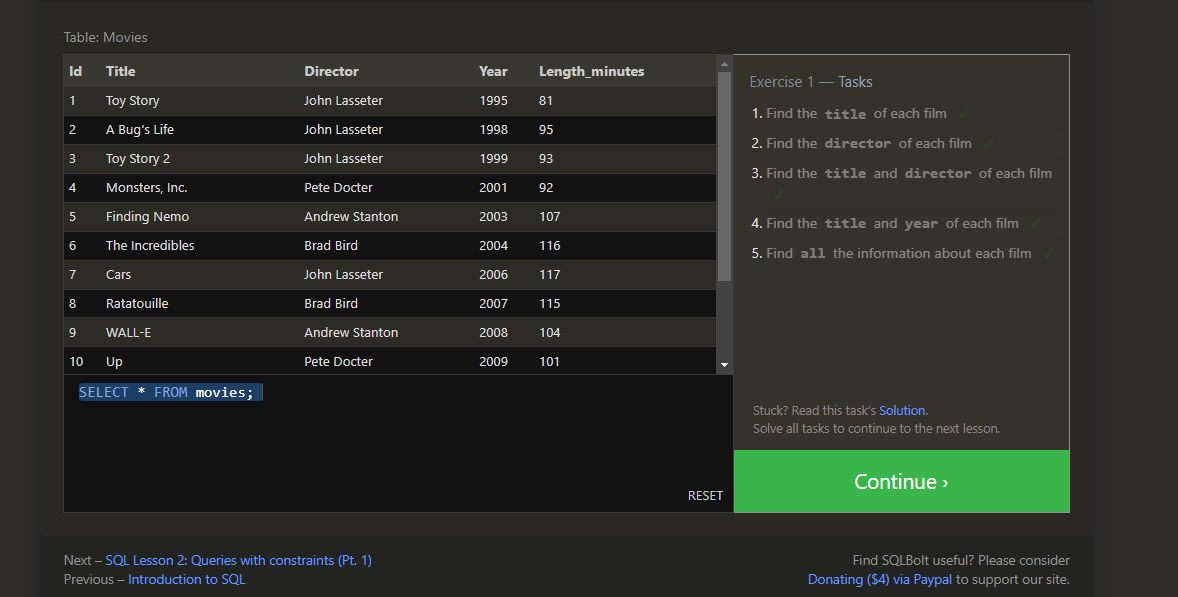 Table: Movies
Id Title Director Year Length_minutes
1 Toy Story John Lasseter 1995 81
2 A Bug's Life John Lasseter 1998 95
3 Toy Story 2 John Lasseter 1999 93
4 Monsters, Inc. Pete Docter 2001 92
5 Finding Nemo Andrew Stanton 2003 107
6 The Incredibles Brad Bird 2004 116
7 Cars John Lasseter 2006 117
8 Ratatouille Brad Bird 2007 115
9 WALL-E Andrew Stanton 2008 104
10 Up Pete Docter 2009 101
SELECT * FROM movies;
RESET
Exercise 1 — Tasks
1. Find the title of each film ✓
2. Find the director of each film ✓
3. Find the title and director of each film
✓
4. Find the title and year of each film ✓
5. Find all the information about each film ✓
Stuck? Read this task's Solution.
Solve all tasks to continue to the next lesson.
Continue ›
Next – SQL Lesson 2: Queries with constraints (Pt. 1)
Previous – Introduction to SQL
Find SQLBolt useful? Please consider
Donating ($4) via Paypal to support our site.